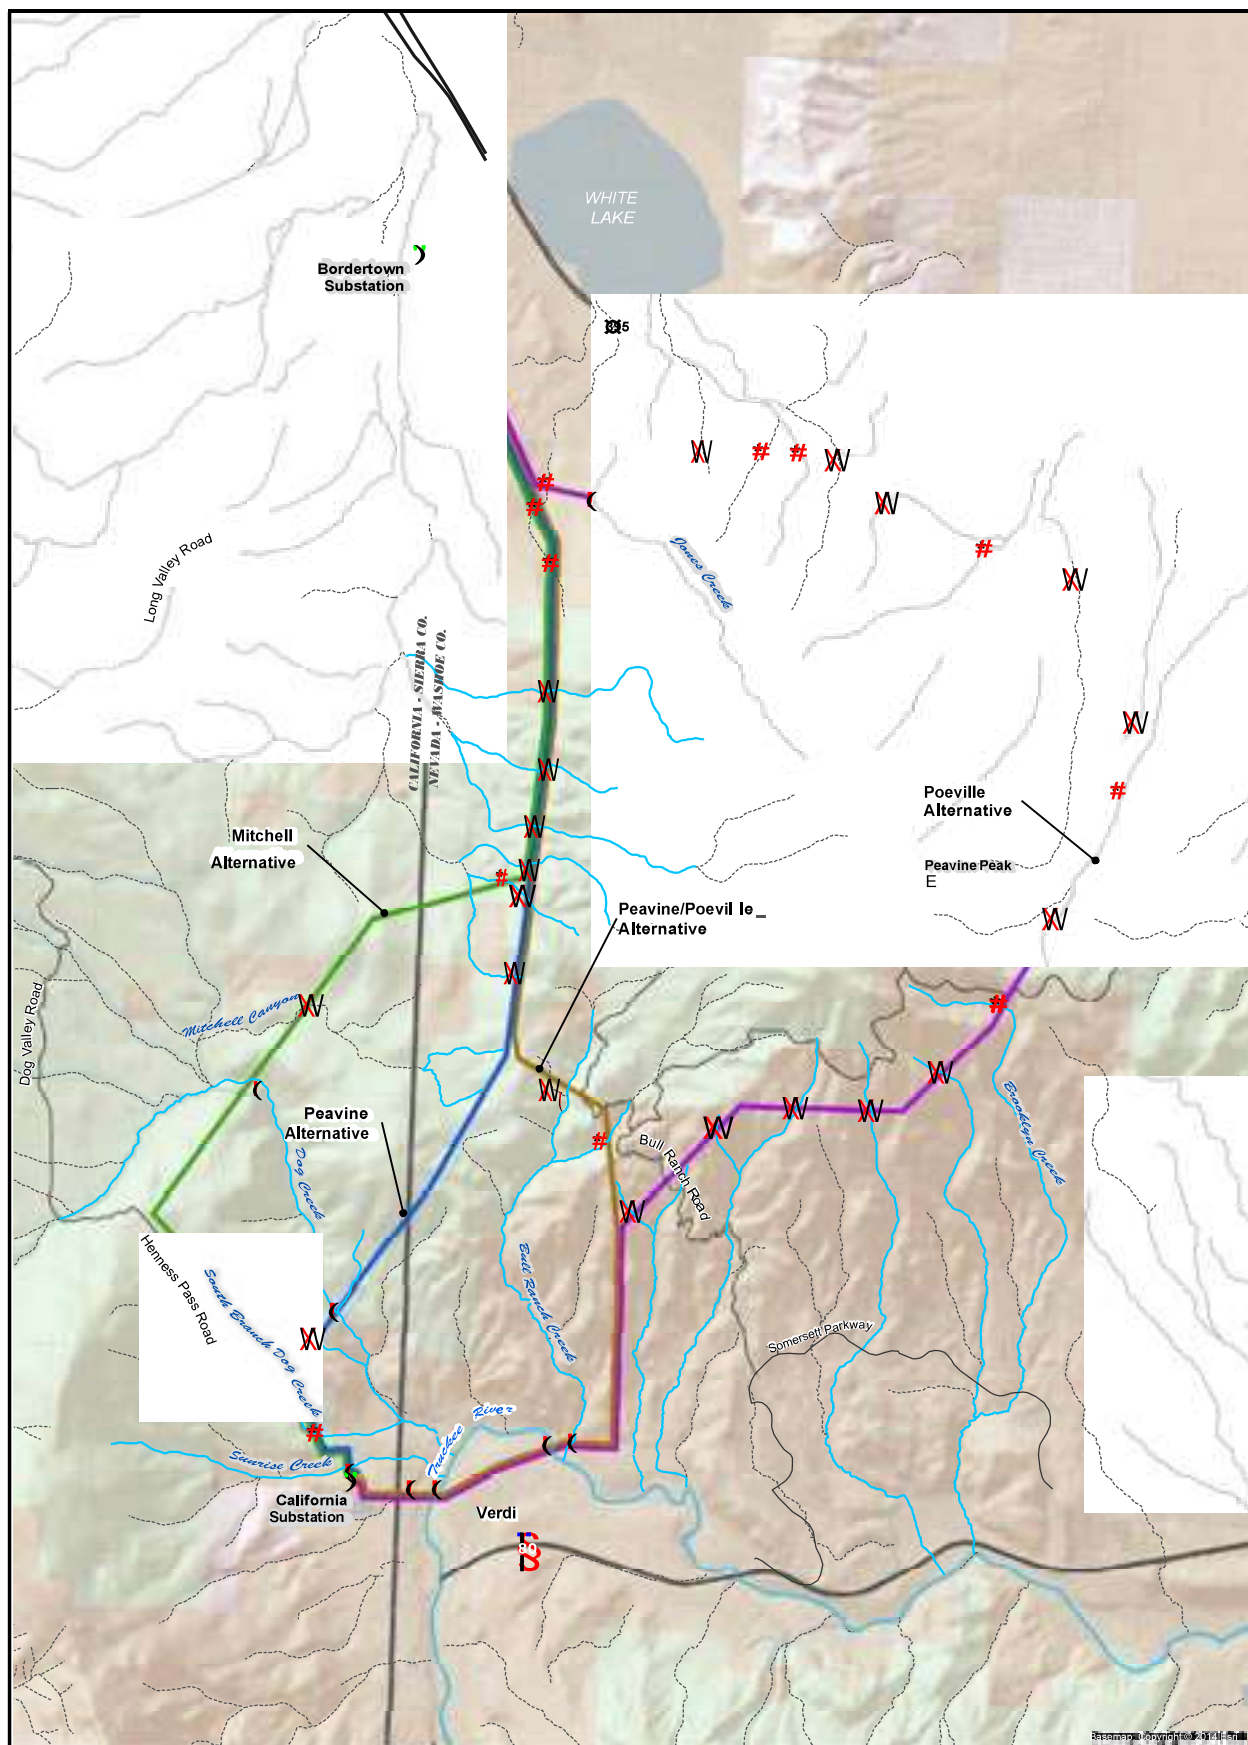 WHITE
LAKE
Bordertown
Substation
Long Valley Road
Jones Creek
CALIFORNIA - SIERRA CO.
NEVADA - WASHOE CO.
Poeville
Alternative
Mitchell
Alternative
Peavine Peak
E
Peavine/Poevil le_
Alternative
Mitchell Canyon
Dog Valley Road
Peavine
Alternative
Dog Creek
Bull Ranch Road
Brooklyn Creek
Henness Pass Road
South Branch Dog Creek
Bull Ranch Creek
Somersett Parkway
Truckee River
Sunrise Creek
California
Substation
Verdi
80